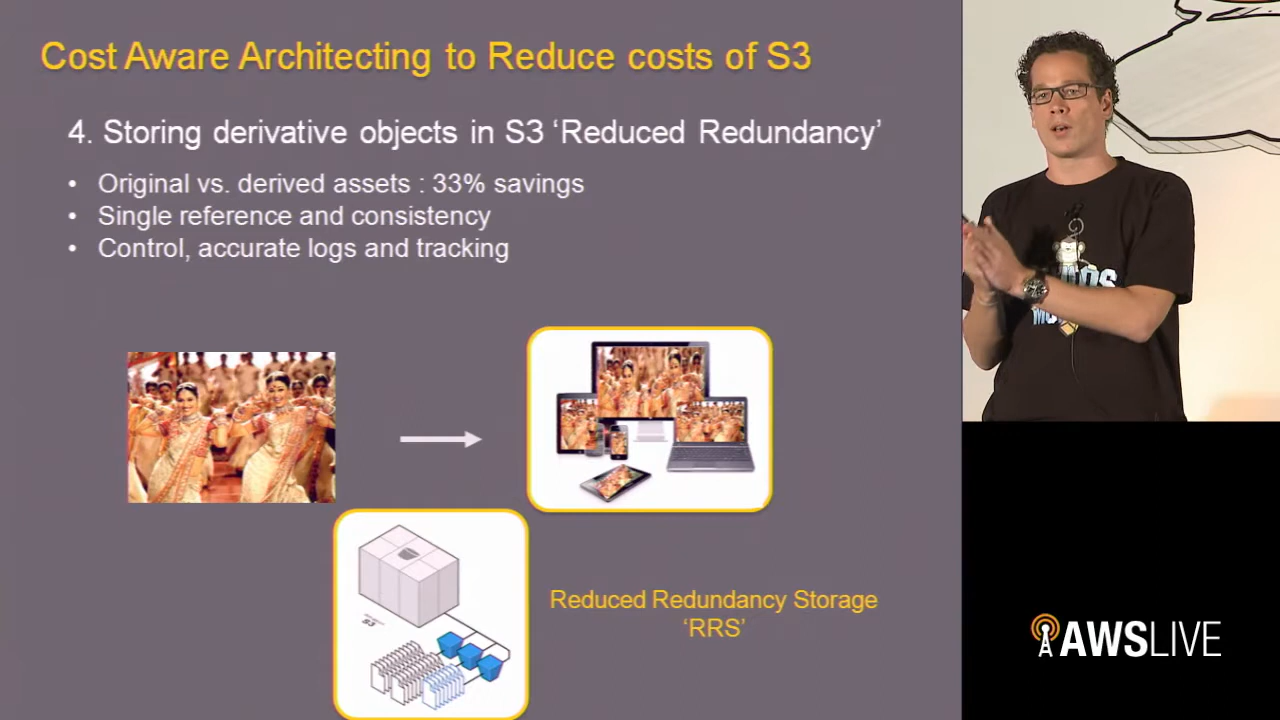 Cost Aware Architecting to Reduce costs of S3
4. Storing derivative objects in S3 ‘Reduced Redundancy’
• Original vs. derived assets : 33% savings
• Single reference and consistency
• Control, accurate logs and tracking
S3
Reduced Redundancy Storage
‘RRS’
AWSLIVE